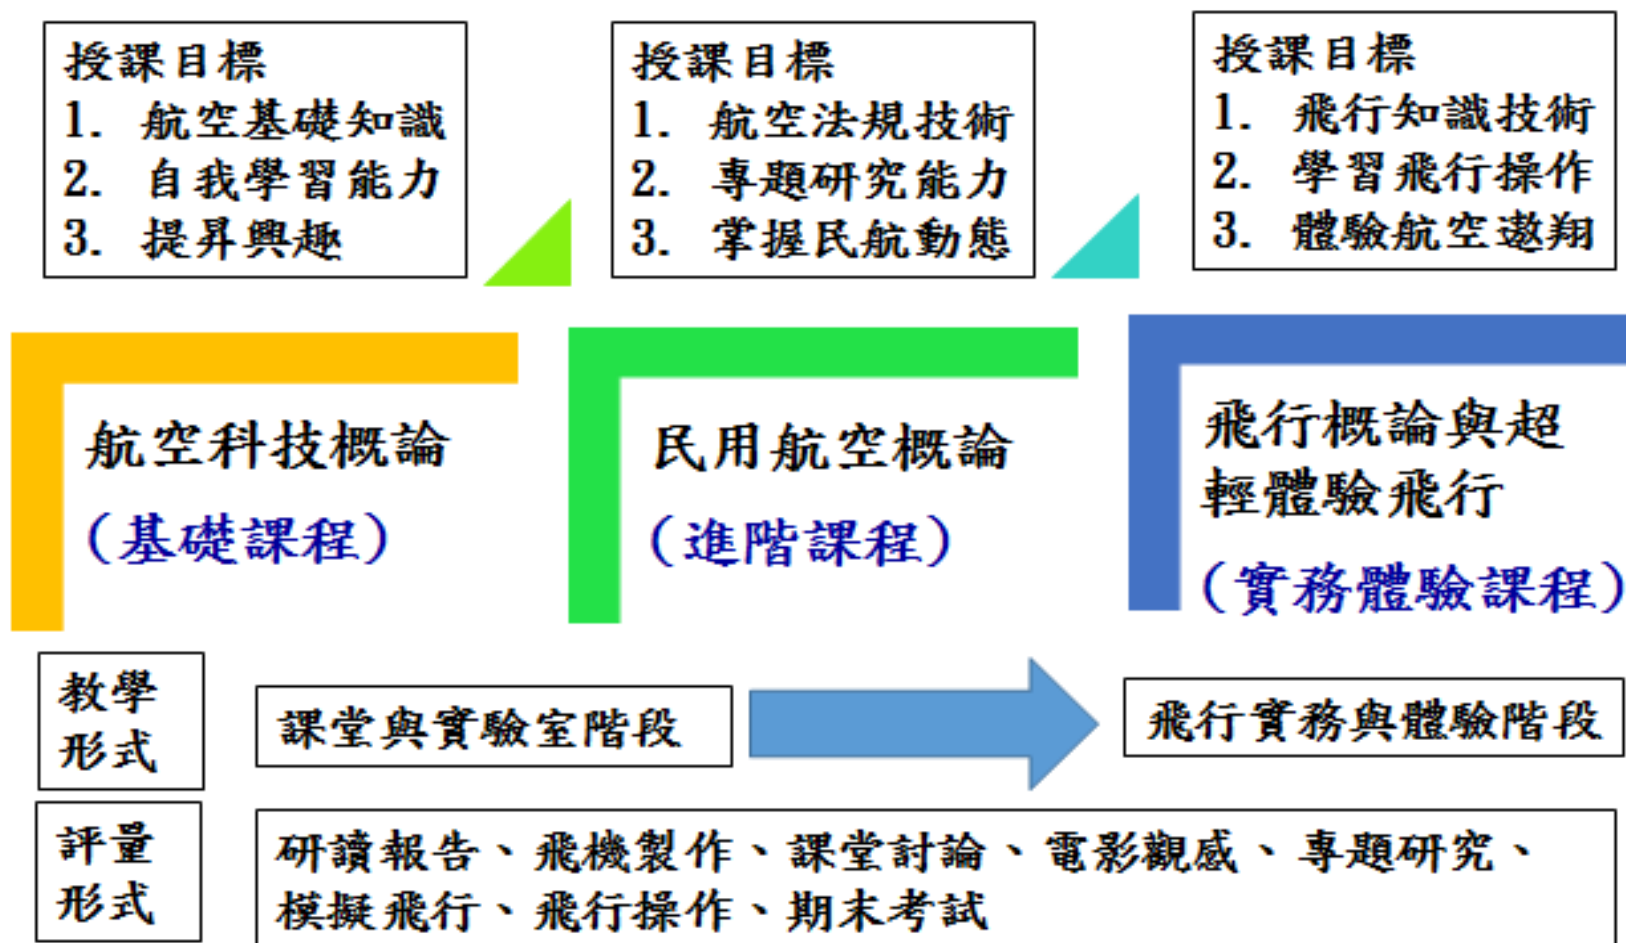 授課目標
1. 航空基礎知識
2. 自我學習能力
3. 提昇興趣
授課目標
1. 航空法規技術
2. 專題研究能力
3. 掌握民航動態
授課目標
1. 飛行知識技術
2. 學習飛行操作
3. 體驗航空遨翔
航空科技概論
(基礎課程)
民用航空概論
(進階課程)
飛行概論與超
輕體驗飛行
(實務體驗課程)
教學
形式
課堂與實驗室階段
飛行實務與體驗階段
評量
形式
研讀報告、飛機製作、課堂討論、電影觀感、專題研究、
模擬飛行、飛行操作、期末考試